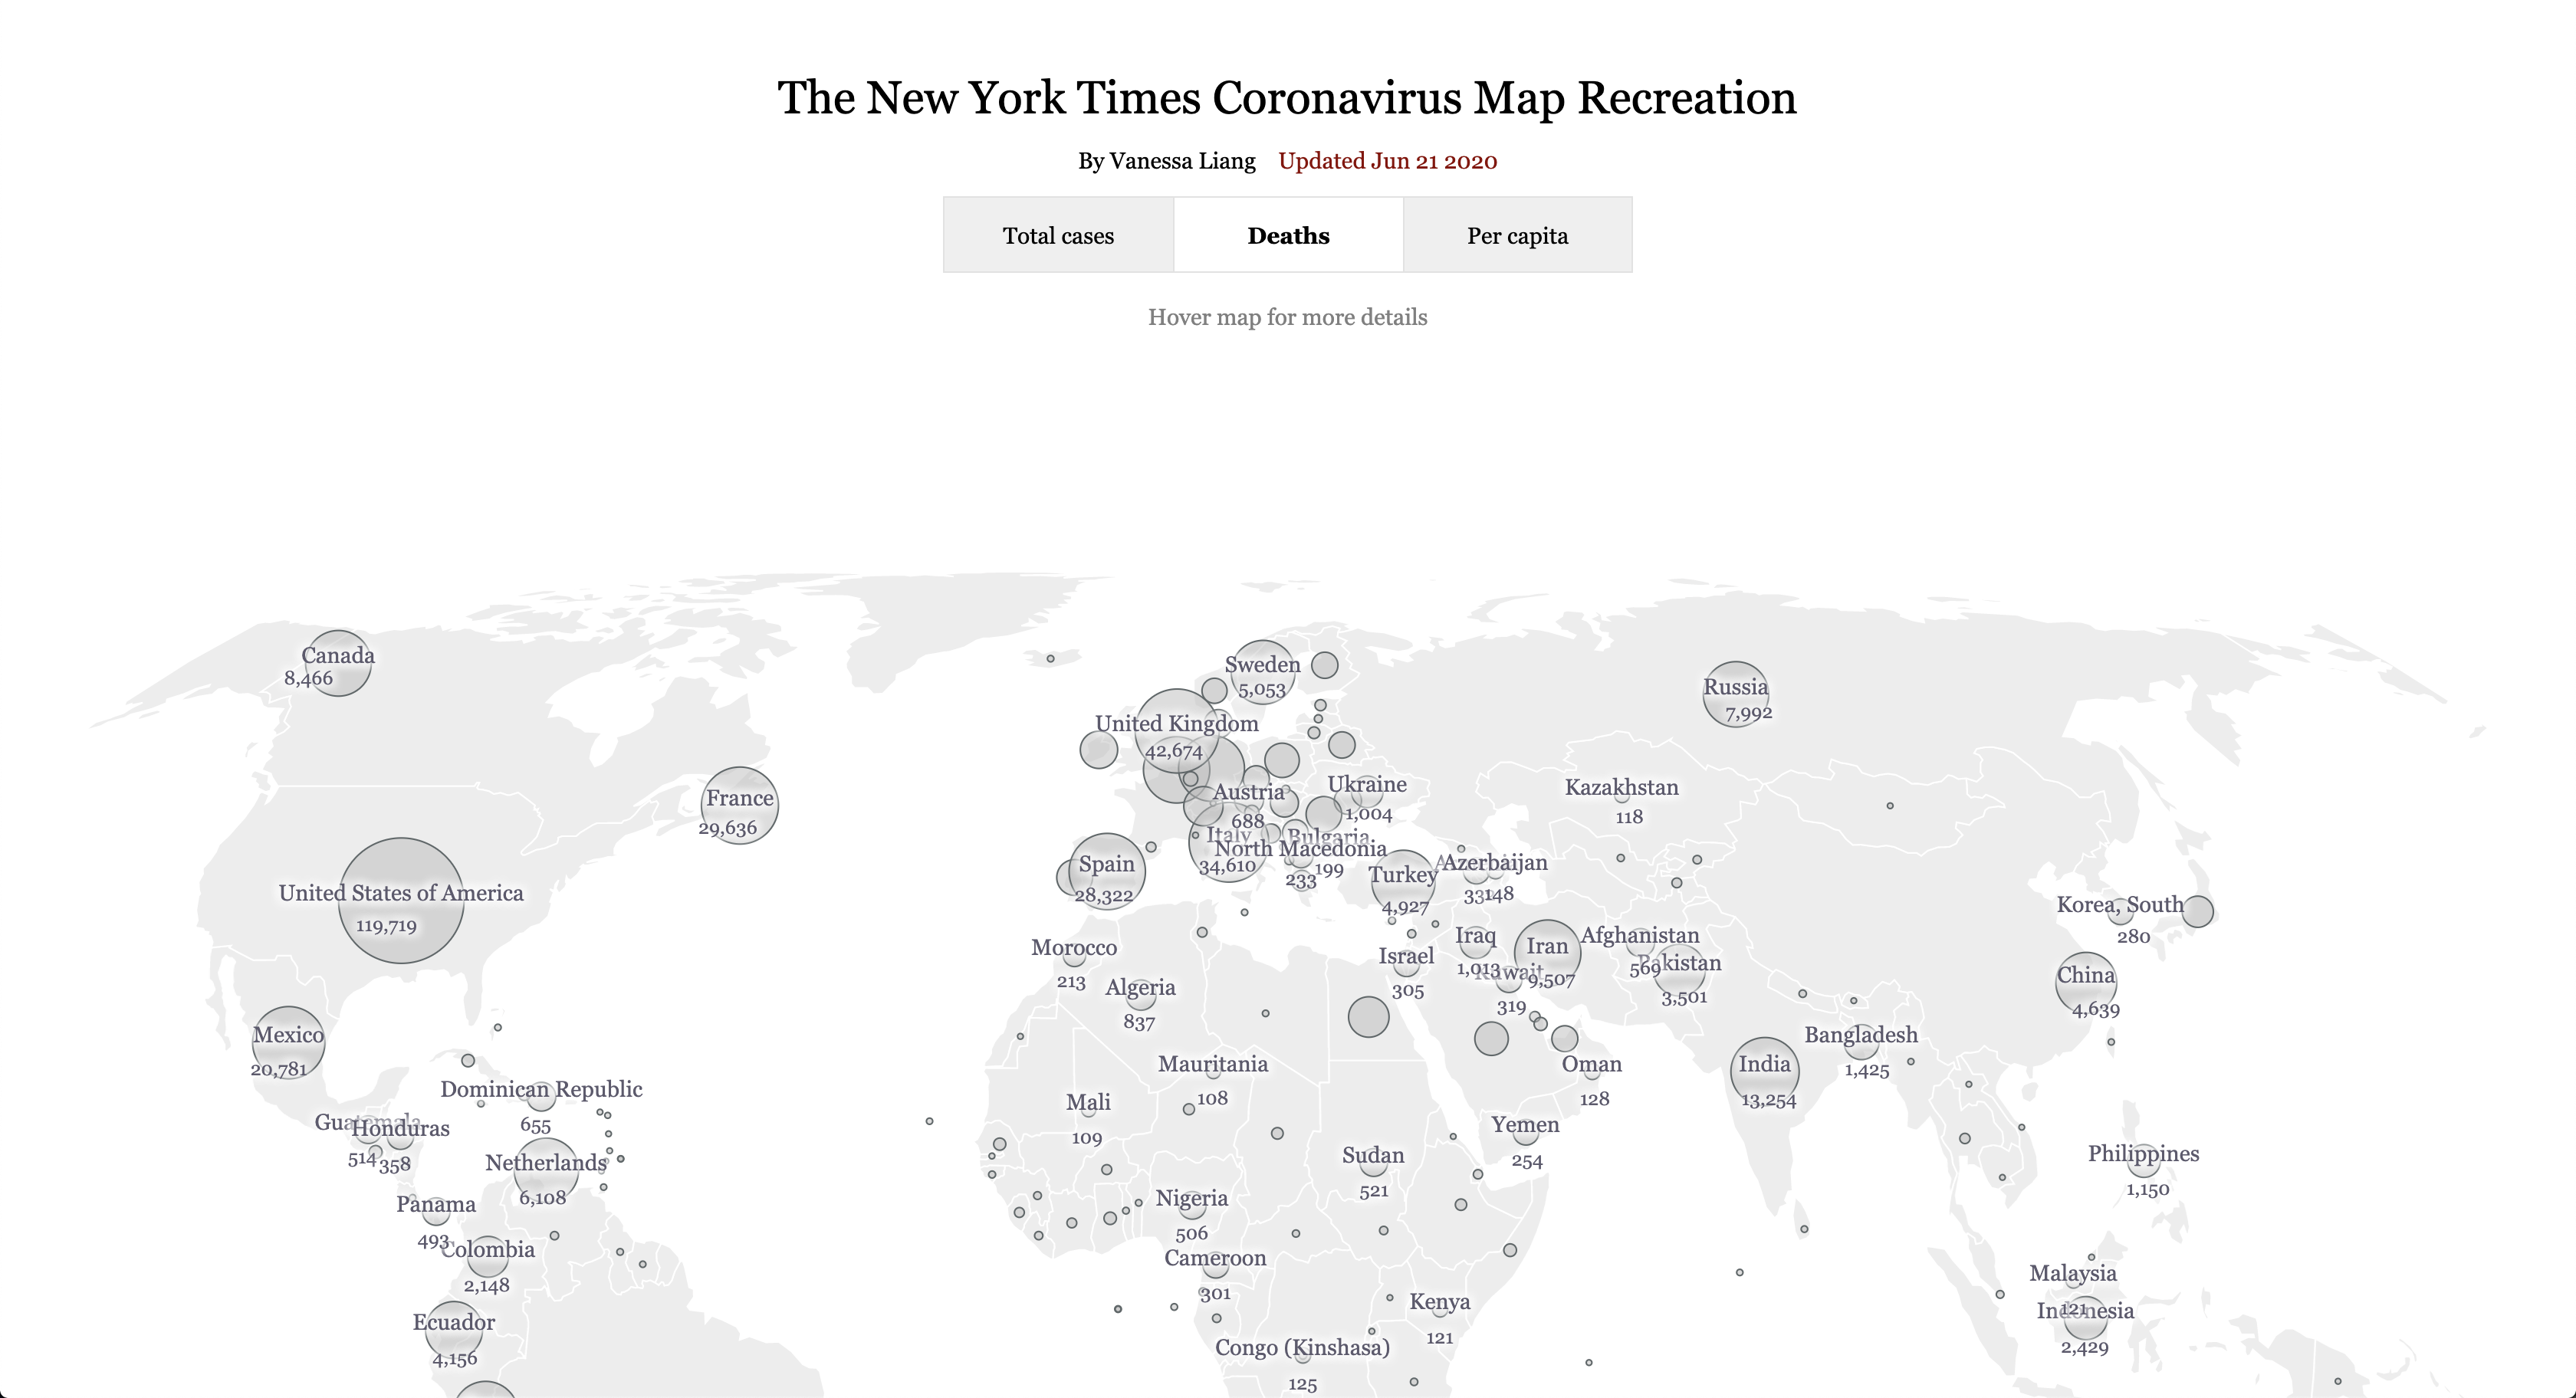 The New York Times Coronavirus Map Recreation
By Vanessa Liang Updated Jun 21 2020
Total cases Deaths Per capita
Hover map for more details
Canada
8,466
Sweden
5,053
Russia
7,992
United Kingdom
42,674
France
29,636
Austria
688
Ukraine
1,004
Kazakhstan
118
Italy
34,610
Bulgaria
199
North Macedonia
233
Spain
28,322
Turkey
4,927
Azerbaijan
148
United States of America
119,719
Korea, South
280
Morocco
213
Algeria
837
Israel
305
Iraq
1,013
Iran
9,507
Kuwait
319
Afghanistan
569
Pakistan
3,501
China
4,639
Mexico
20,781
Dominican Republic
655
Mauritania
108
Mali
109
Oman
128
India
13,254
Bangladesh
1,425
Guatemala
514
Honduras
358
Netherlands
6,108
Yemen
254
Sudan
521
Philippines
1,150
Panama
493
Nigeria
506
Colombia
2,148
Cameroon
301
Malaysia
121
Indonesia
2,429
Ecuador
4,156
Kenya
121
Congo (Kinshasa)
125